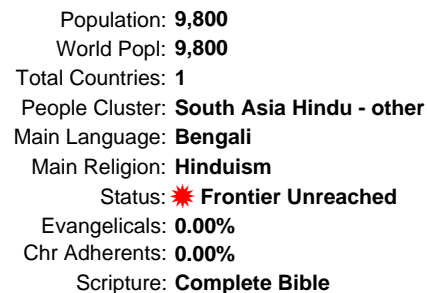 Population: 9,800
World Popl: 9,800
Total Countries: 1
People Cluster: South Asia Hindu - other
Main Language: Bengali
Main Religion: Hinduism
Status: Frontier Unreached
Evangelicals: 0.00%
Chr Adherents: 0.00%
Scripture: Complete Bible